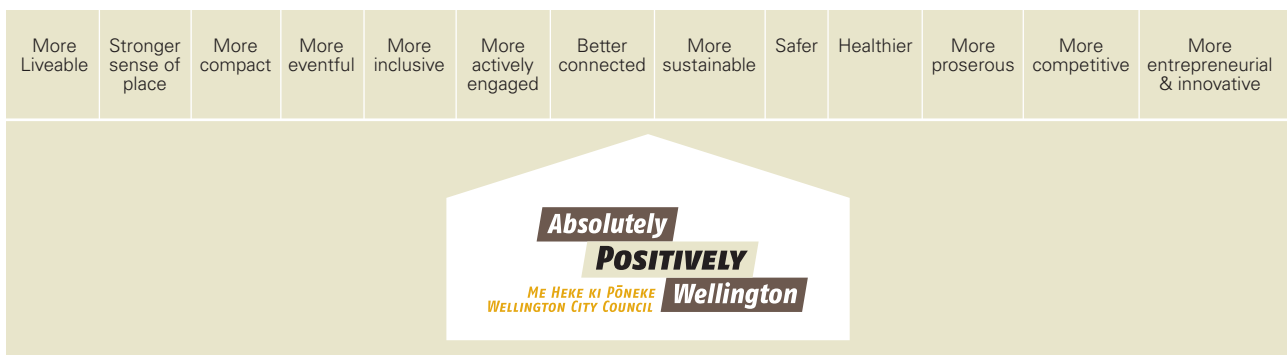 More
Liveable
Stronger
sense of
place
More
compact
More
eventful
More
inclusive
More
actively
engaged
Better
connected
More
sustainable
Safer
Healthier
More
proserous
More
competitive
More
entrepreneurial
& innovative
Absolutely
POSITIVELY
ME HEKE KI PŌNEKE
WELLINGTON CITY COUNCIL
Wellington